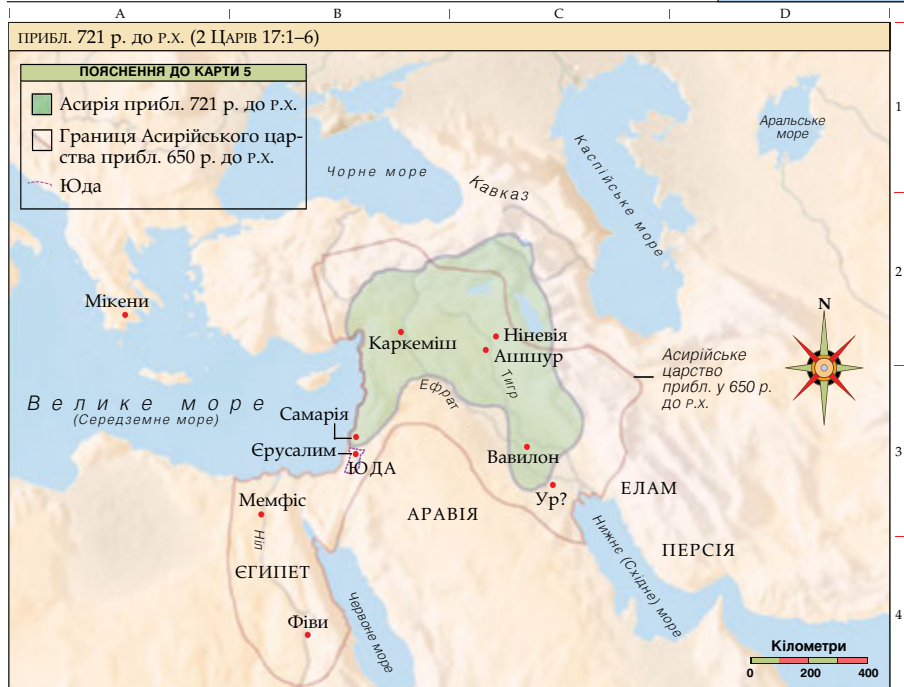 A B C D
ПРИБЛ. 721 р. до Р.Х. (2 ЦАРІВ 17:1–6)
ПОЯСНЕННЯ ДО КАРТИ 5
Асирія прибл. 721 р. до Р.Х.
Границя Асирійського цар-
ства прибл. 650 р. до Р.Х.
Юда
1
Аральське
море
Чорне море
Кавказ
Каспійське море
2
Мікени
N
Каркеміш
Ніневія
Ашшур
Тигр
Ефрат
Асирійське
царство
прибл. у 650 р.
до Р.Х.
Велике море
(Середземне море)
Самарія
Єрусалим
ЮДА
Вавилон
3
Ур?
ЕЛАМ
Мемфіс
АРАВІЯ
Ніл
Нижнє (Східне) море
ПЕРСІЯ
ЄГИПЕТ
Червоне море
Фіви
4
Кілометри
0 200 400